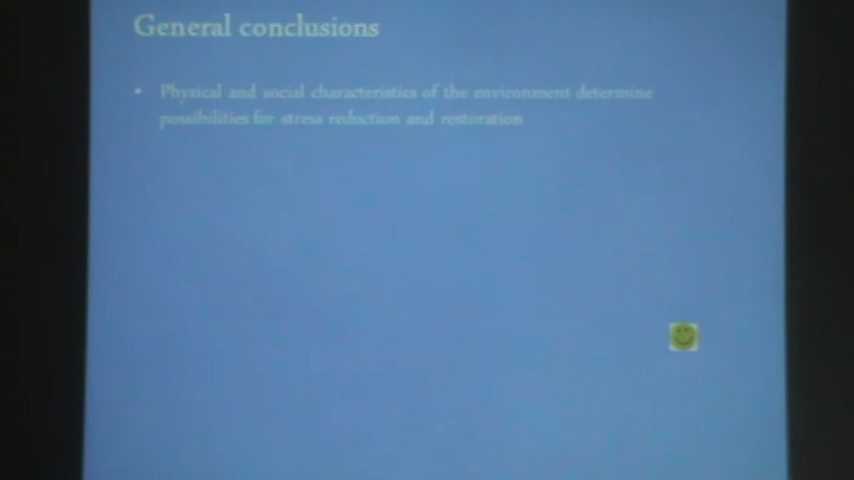 General conclusions
• Physical and social characteristics of the environment determine
possibilities for stress reduction and restoration